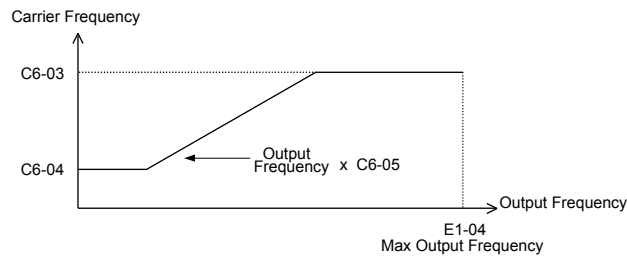 Carrier Frequency
C6-03
C6-04
Output
Frequency x C6-05
Output Frequency
E1-04
Max Output Frequency